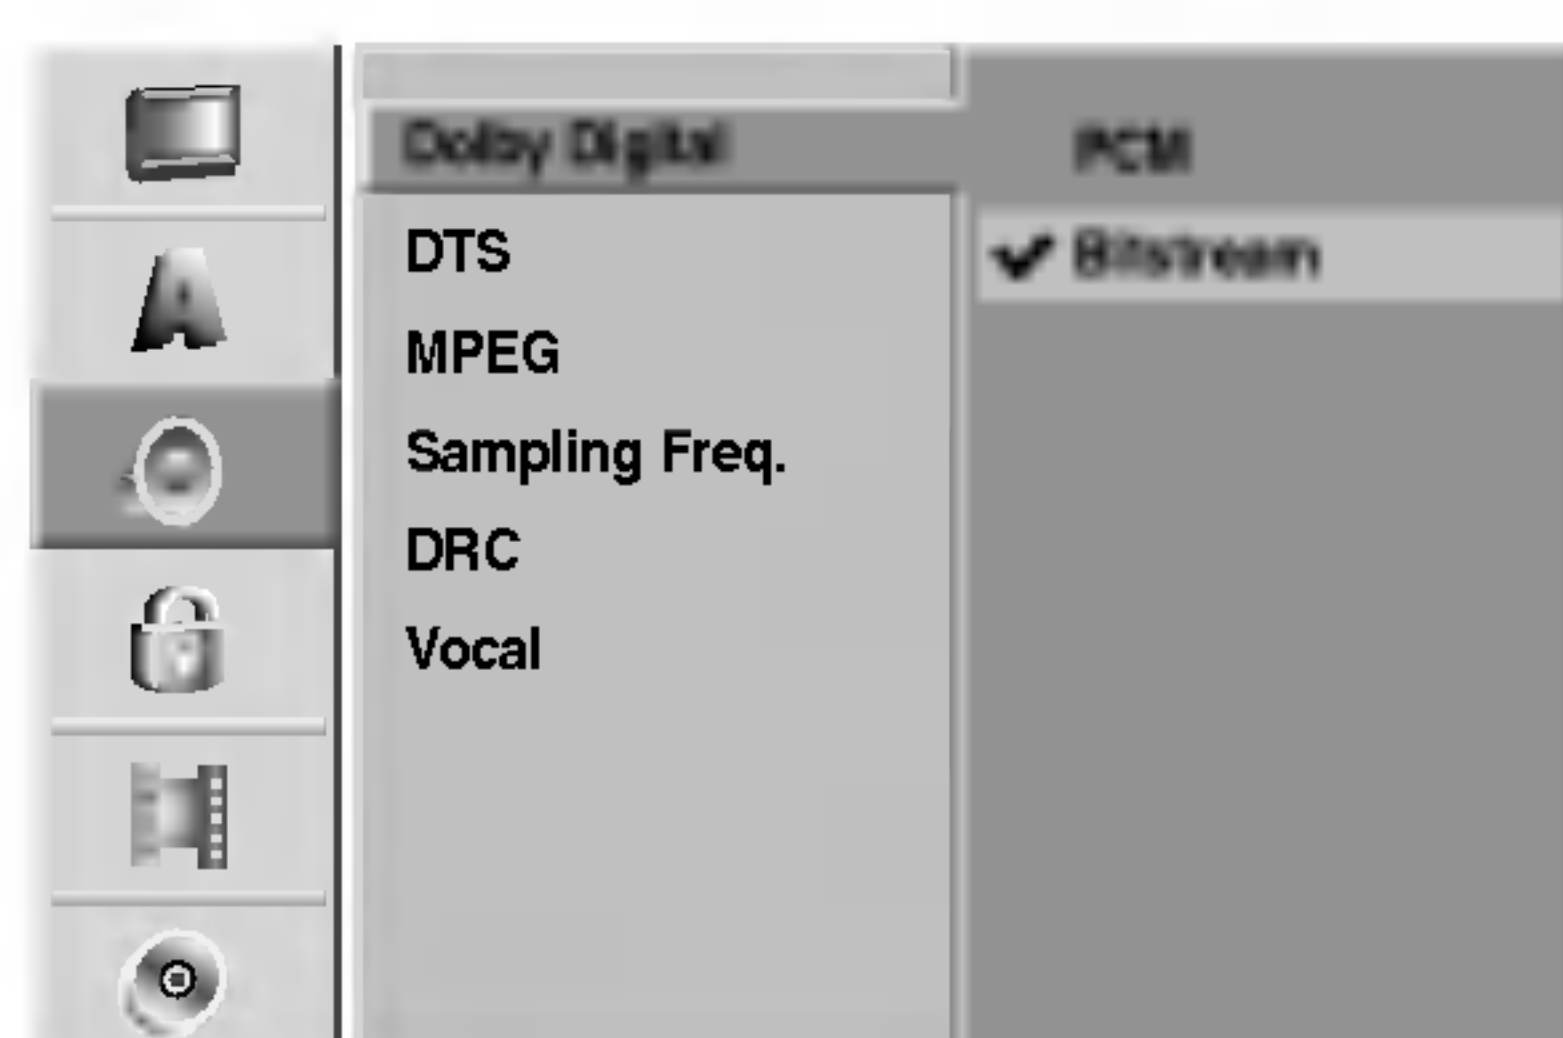 Dolby Digital
DTS
MPEG
Sampling Freq.
DRC
Vocal
PCM
Bitstream